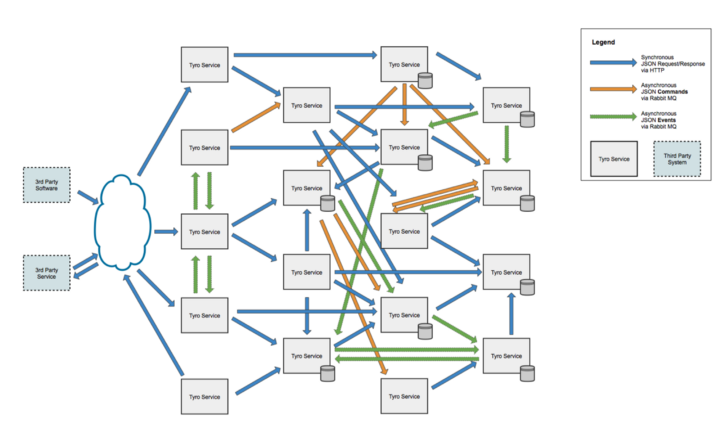 Tyro Service
Tyro Service
Tyro Service
Tyro Service
Tyro Service
Tyro Service
Tyro Service
3rd Party
Software
Tyro Service
Tyro Service
Tyro Service
Tyro Service
3rd Party
Service
Tyro Service
Tyro Service
Tyro Service
Tyro Service
Tyro Service
Tyro Service
Tyro Service
Tyro Service
Legend
Synchronous
JSON Request/Response
via HTTP
Asynchronous
JSON Commands
via Rabbit MQ
Asynchronous
JSON Events
via Rabbit MQ
Tyro Service
Third Party
System